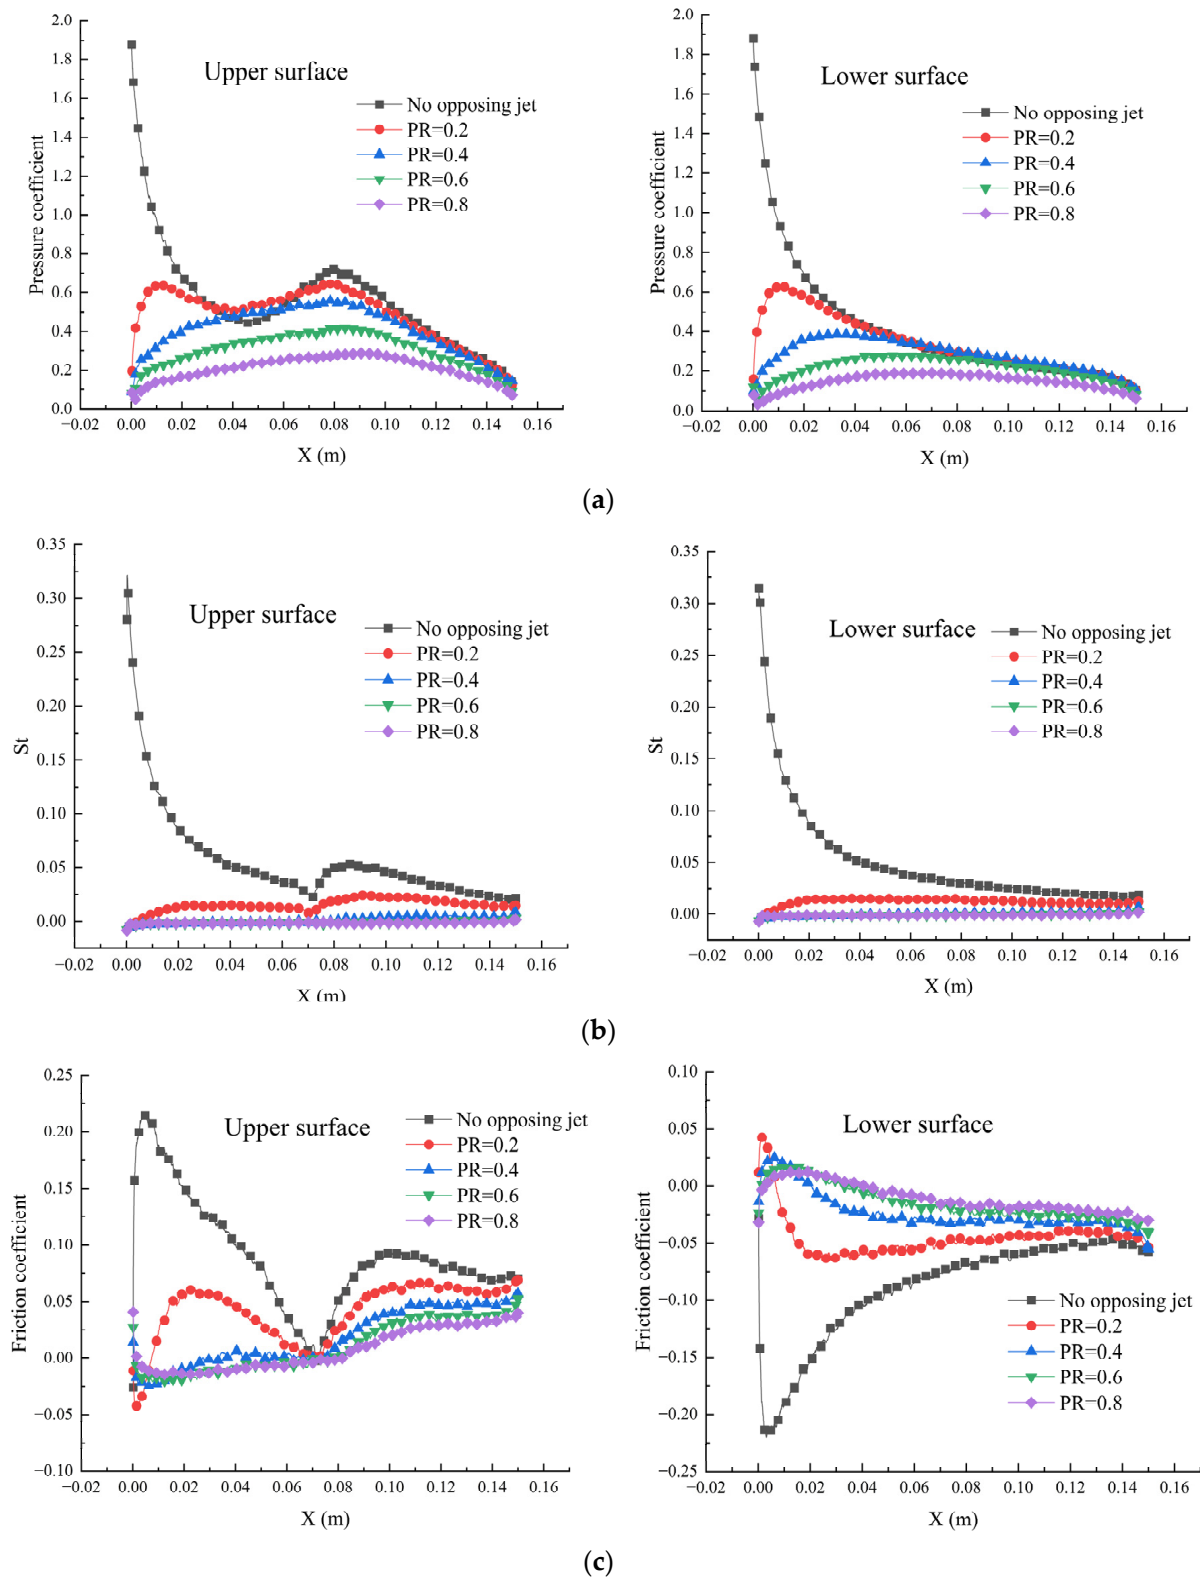 2.0
1.8
1.6
1.4
1.2
1.0
0.8
0.6
0.4
0.2
0.0
Pressure coefficient
Upper surface
No opposing jet
PR=0.2
PR=0.4
PR=0.6
PR=0.8
−0.02 0.00 0.02 0.04 0.06 0.08 0.10 0.12 0.14 0.16
X (m)
2.0
1.8
1.6
1.4
1.2
1.0
0.8
0.6
0.4
0.2
0.0
Pressure coefficient
Lower surface
No opposing jet
PR=0.2
PR=0.4
PR=0.6
PR=0.8
−0.02 0.00 0.02 0.04 0.06 0.08 0.10 0.12 0.14 0.16
X (m)
(a)
0.35
0.30
0.25
0.20
0.15
0.10
0.05
0.00
St
Upper surface
No opposing jet
PR=0.2
PR=0.4
PR=0.6
PR=0.8
−0.02 0.00 0.02 0.04 0.06 0.08 0.10 0.12 0.14 0.16
X (m)
0.35
0.30
0.25
0.20
0.15
0.10
0.05
0.00
St
Lower surface
No opposing jet
PR=0.2
PR=0.4
PR=0.6
PR=0.8
−0.02 0.00 0.02 0.04 0.06 0.08 0.10 0.12 0.14 0.16
X (m)
(b)
0.25
0.20
0.15
0.10
0.05
0.00
−0.05
−0.10
Friction coefficient
Upper surface
No opposing jet
PR=0.2
PR=0.4
PR=0.6
PR=0.8
−0.02 0.00 0.02 0.04 0.06 0.08 0.10 0.12 0.14 0.16
X (m)
0.10
0.05
0.00
−0.05
−0.10
−0.15
−0.20
−0.25
Friction coefficient
Lower surface
No opposing jet
PR=0.2
PR=0.4
PR=0.6
PR=0.8
−0.02 0.00 0.02 0.04 0.06 0.08 0.10 0.12 0.14 0.16
X (m)
(c)